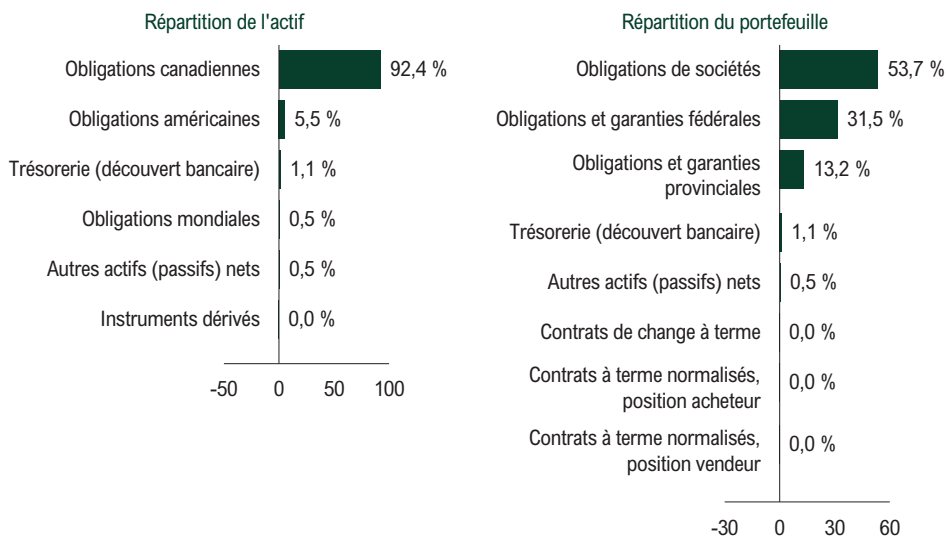 Répartition de l'actif
Obligations canadiennes 92,4 %
Obligations américaines 5,5 %
Trésorerie (découvert bancaire) 1,1 %
Obligations mondiales 0,5 %
Autres actifs (passifs) nets 0,5 %
Instruments dérivés 0,0 %
-50 0 50 100
Répartition du portefeuille
Obligations de sociétés 53,7 %
Obligations et garanties fédérales 31,5 %
Obligations et garanties
provinciales 13,2 %
Trésorerie (découvert bancaire) 1,1 %
Autres actifs (passifs) nets 0,5 %
Contrats de change à terme 0,0 %
Contrats à terme normalisés,
position acheteur 0,0 %
Contrats à terme normalisés,
position vendeur 0,0 %
-30 0 30 60